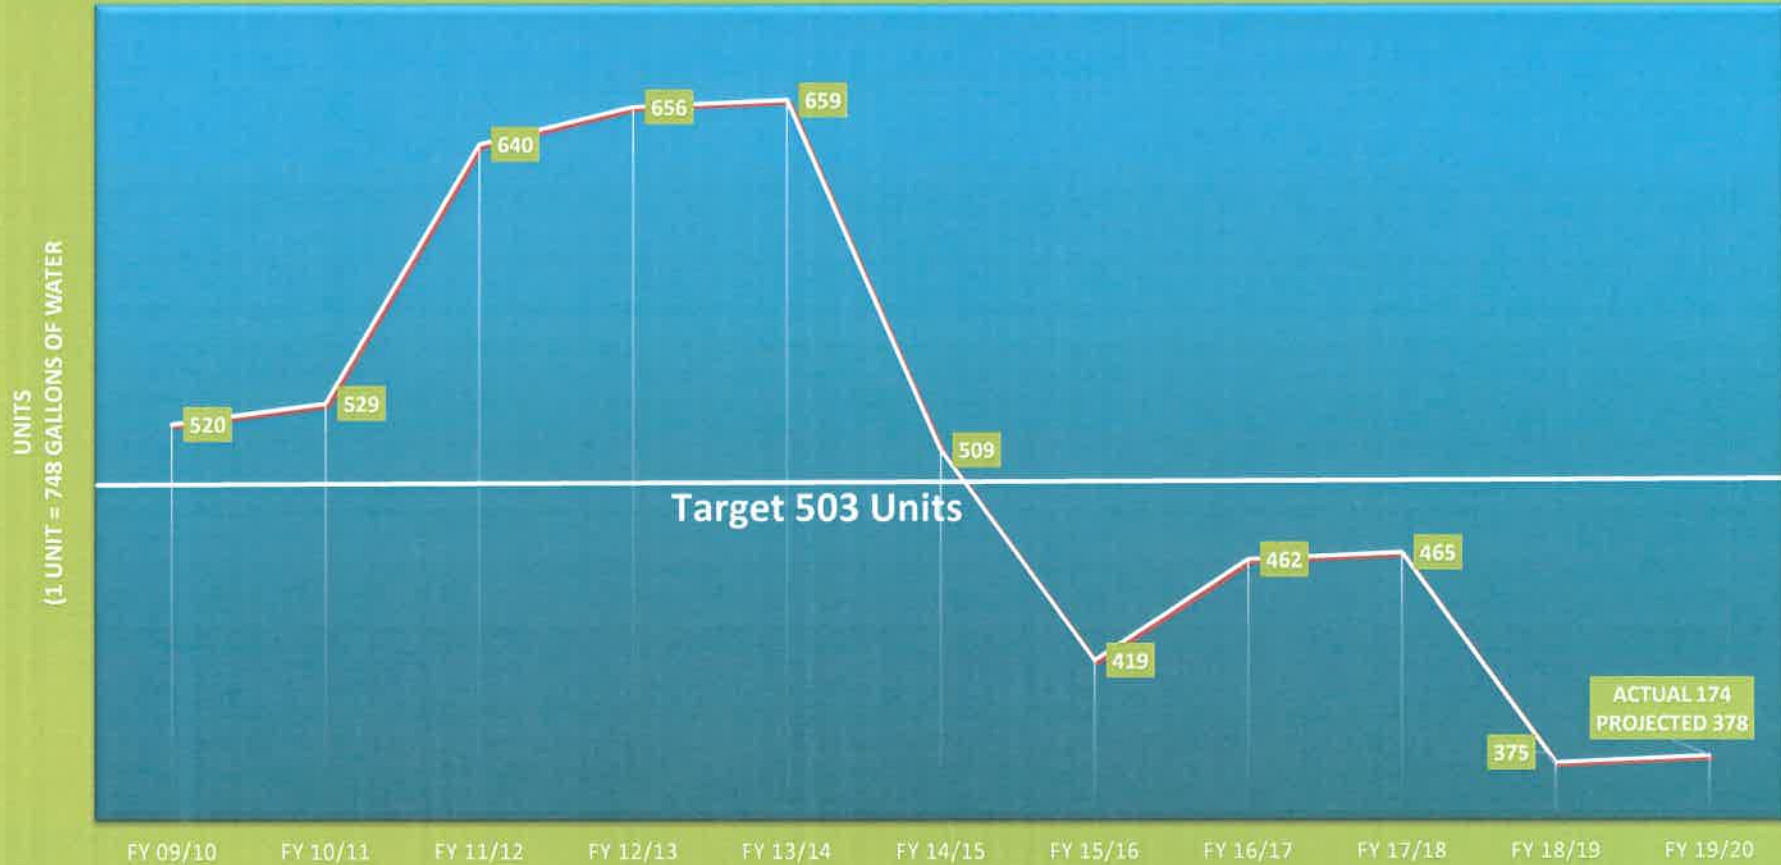 UNITS
(1 UNIT = 748 GALLONS OF WATER
520
529
640
656
659
509
Target 503 Units
419
462
465
375
ACTUAL 174
PROJECTED 378
FY 09/10
FY 10/11
FY 11/12
FY 12/13
FY 13/14
FY 14/15
FY 15/16
FY 16/17
FY 17/18
FY 18/19
FY 19/20